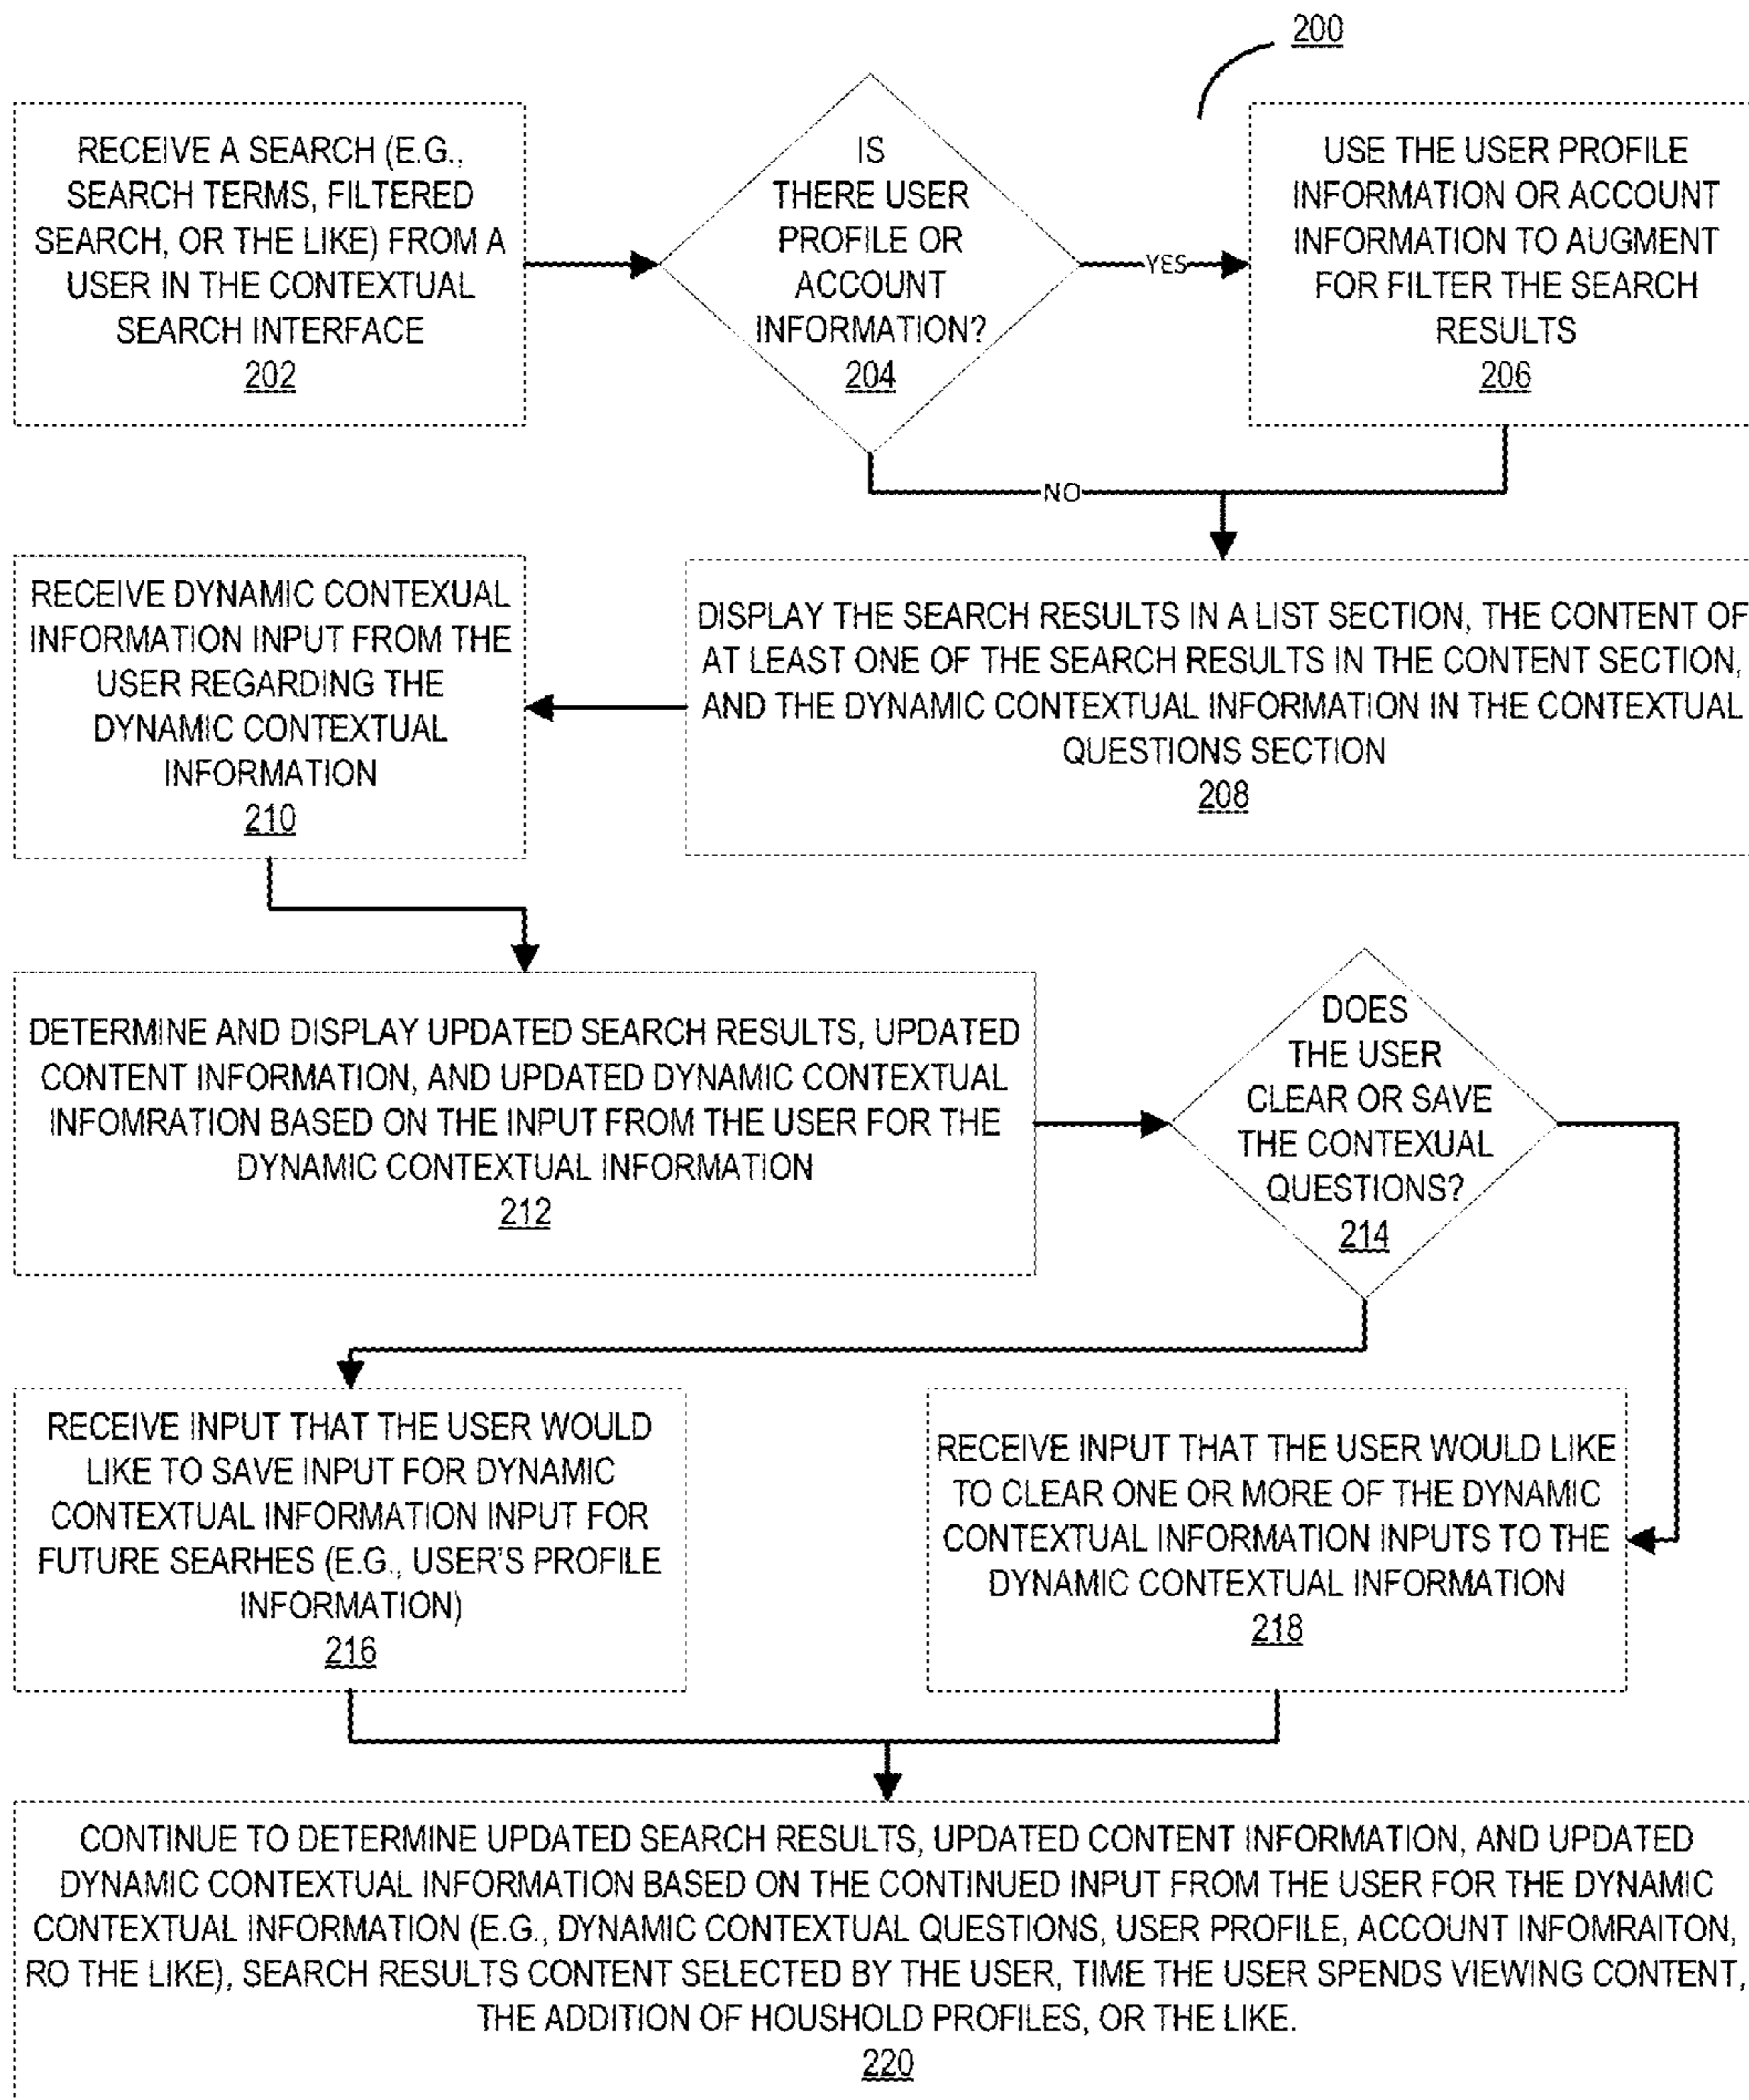 200
RECEIVE A SEARCH (E.G.,
SEARCH TERMS, FILTERED
SEARCH, OR THE LIKE) FROM A
USER IN THE CONTEXTUAL
SEARCH INTERFACE
202
IS
THERE USER
PROFILE OR
ACCOUNT
INFORMATION?
204
YES
USE THE USER PROFILE
INFORMATION OR ACCOUNT
INFORMATION TO AUGMENT
FOR FILTER THE SEARCH
RESULTS
206
NO
DISPLAY THE SEARCH RESULTS IN A LIST SECTION, THE CONTENT OF
AT LEAST ONE OF THE SEARCH RESULTS IN THE CONTENT SECTION,
AND THE DYNAMIC CONTEXTUAL INFORMATION IN THE CONTEXTUAL
QUESTIONS SECTION
208
RECEIVE DYNAMIC CONTEXUAL
INFORMATION INPUT FROM THE
USER REGARDING THE
DYNAMIC CONTEXTUAL
INFORMATION
210
DETERMINE AND DISPLAY UPDATED SEARCH RESULTS, UPDATED
CONTENT INFORMATION, AND UPDATED DYNAMIC CONTEXTUAL
INFOMRATION BASED ON THE INPUT FROM THE USER FOR THE
DYNAMIC CONTEXTUAL INFORMATION
212
DOES
THE USER
CLEAR OR SAVE
THE CONTEXUAL
QUESTIONS?
214
RECEIVE INPUT THAT THE USER WOULD
LIKE TO SAVE INPUT FOR DYNAMIC
CONTEXTUAL INFORMATION INPUT FOR
FUTURE SEARHES (E.G., USER'S PROFILE
INFORMATION)
216
RECEIVE INPUT THAT THE USER WOULD LIKE
TO CLEAR ONE OR MORE OF THE DYNAMIC
CONTEXTUAL INFORMATION INPUTS TO THE
DYNAMIC CONTEXTUAL INFORMATION
218
CONTINUE TO DETERMINE UPDATED SEARCH RESULTS, UPDATED CONTENT INFORMATION, AND UPDATED
DYNAMIC CONTEXTUAL INFORMATION BASED ON THE CONTINUED INPUT FROM THE USER FOR THE DYNAMIC
CONTEXTUAL INFORMATION (E.G., DYNAMIC CONTEXTUAL QUESTIONS, USER PROFILE, ACCOUNT INFOMRAITON,
RO THE LIKE), SEARCH RESULTS CONTENT SELECTED BY THE USER, TIME THE USER SPENDS VIEWING CONTENT,
THE ADDITION OF HOUSHOLD PROFILES, OR THE LIKE.
220